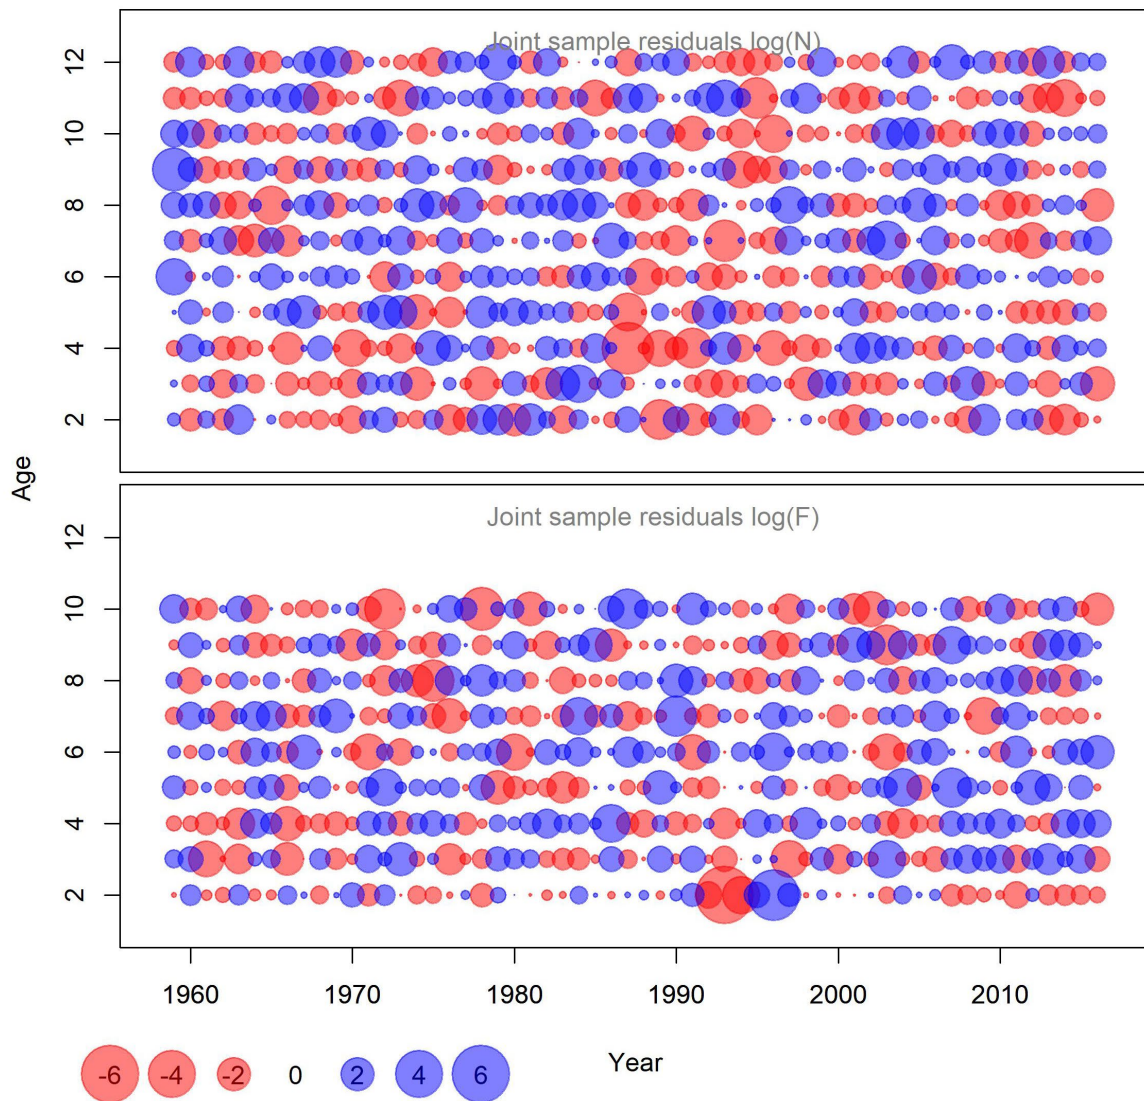 Joint sample residuals log(N)
12
10
8
6
4
2
Age
Joint sample residuals log(F)
12
10
8
6
4
2
1960 1970 1980 1990 2000 2010
Year
-6 -4 -2 0 2 4 6